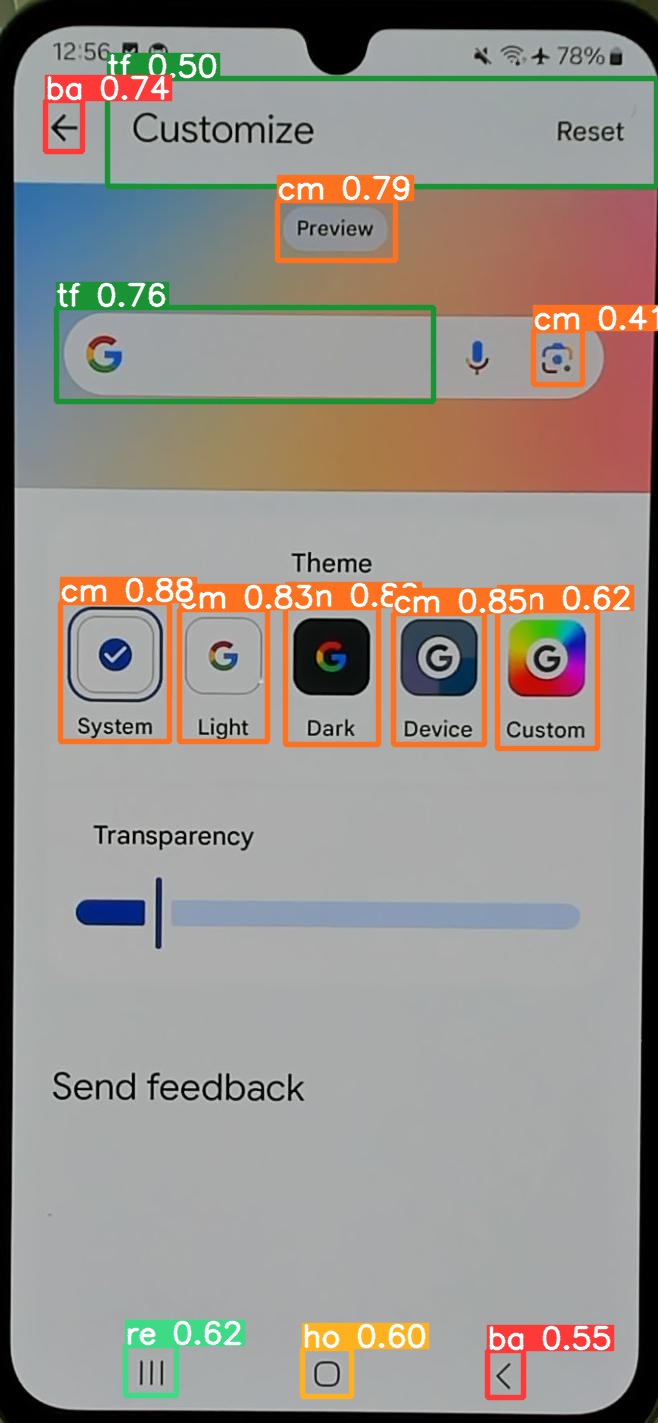 12:56
78%
tf 0.50
ba 0.74
Customize
Reset
cm 0.79
Preview
tf 0.76
cm 0.41
G
Theme
cm 0.88
cm 0.83
cm 0.85
0.62
G
G
G
G
System
Light
Dark
Device
Custom
Transparency
Send feedback
re 0.62
ho 0.60
ba 0.55